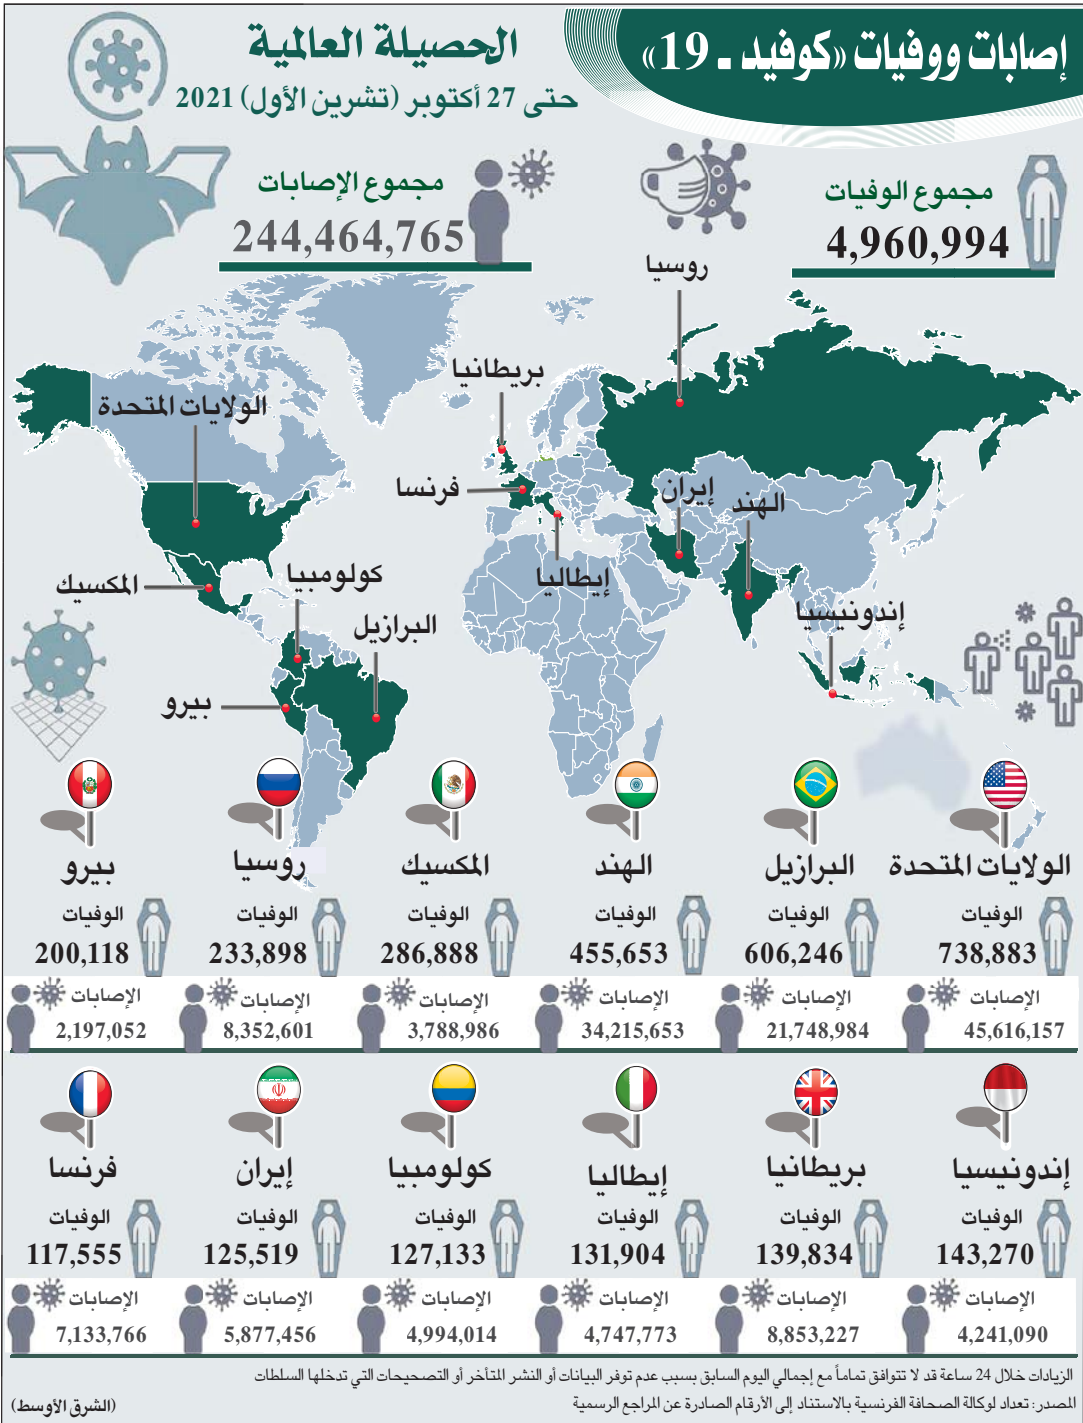 إصابات ووفيات «كوفيد ـ 19»
الحصيلة العالمية
حتى 27 أكتوبر (تشرين الأول) 2021
مجموع الوفيات
4,960,994
مجموع الإصابات
244,464,765
روسيا
بريطانيا
الولايات المتحدة
فرنسا
إيران
الهند
إيطاليا
كولومبيا
المكسيك
إندونيسيا
البرازيل
بيرو
الولايات المتحدة
الوفيات
738,883
الإصابات
45,616,157
البرازيل
الوفيات
606,246
الإصابات
21,748,984
الهند
الوفيات
455,653
الإصابات
34,215,653
المكسيك
الوفيات
286,888
الإصابات
3,788,986
روسيا
الوفيات
233,898
الإصابات
8,352,601
بيرو
الوفيات
200,118
الإصابات
2,197,052
إندونيسيا
الوفيات
143,270
الإصابات
4,241,090
بريطانيا
الوفيات
139,834
الإصابات
8,853,227
إيطاليا
الوفيات
131,904
الإصابات
4,747,773
كولومبيا
الوفيات
127,133
الإصابات
4,994,014
إيران
الوفيات
125,519
الإصابات
5,877,456
فرنسا
الوفيات
117,555
الإصابات
7,133,766
الزيادات خلال 24 ساعة قد لا تتوافق تماماً مع إجمالي اليوم السابق بسبب عدم توفر البيانات أو النشر المتأخر أو التصحيحات التي تدخلها السلطات
المصدر: تعداد لوكالة الصحافة الفرنسية بالاستناد إلى الأرقام الصادرة عن المراجع الرسمية
(الشرق الأوسط)